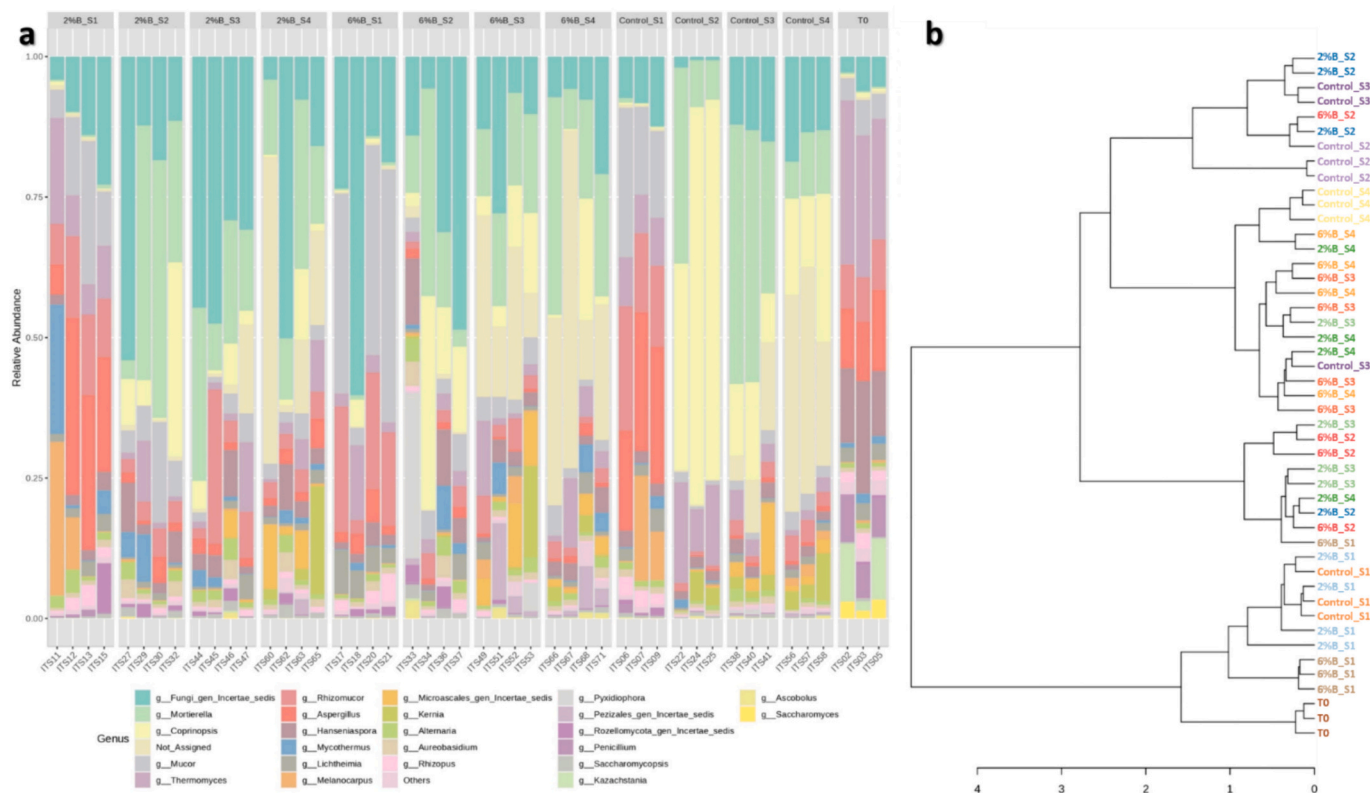 a
2%B_S1 2%B_S2 2%B_S3 2%B_S4 6%B_S1 6%B_S2 6%B_S3 6%B_S4 Control_S1 Control_S2 Control_S3 Control_S4 T0
1.00
0.75
0.50
0.25
0.00
Relative Abundance
ITS11 ITS12 ITS13 ITS15 ITS27 ITS29 ITS30 ITS32 ITS44 ITS45 ITS46 ITS47 ITS60 ITS62 ITS63 ITS65 ITS17 ITS18 ITS20 ITS21 ITS33 ITS34 ITS36 ITS37 ITS49 ITS51 ITS52 ITS53 ITS66 ITS67 ITS68 ITS71 ITS06 ITS07 ITS09 ITS22 ITS24 ITS25 ITS38 ITS40 ITS41 ITS56 ITS57 ITS58 ITS02 ITS03 ITS05
Genus
g__Fungi_gen_Incertae_sedis
g__Mortierella
g__Coprinopsis
Not_Assigned
g__Mucor
g__Thermomyces
g__Rhizomucor
g__Aspergillus
g__Hanseniaspora
g__Mycothermus
g__Lichtheimia
g__Melanocarpus
g__Microascales_gen_Incertae_sedis
g__Kernia
g__Alternaria
g__Aureobasidium
g__Rhizopus
Others
g__Pyxidiophora
g__Pezizales_gen_Incertae_sedis
g__Rozellomycota_gen_Incertae_sedis
g__Penicillium
g__Saccharomycopsis
g__Kazachstania
g__Ascobolus
g__Saccharomyces
b
2%B_S2
2%B_S2
Control_S3
Control_S3
6%B_S2
2%B_S2
Control_S2
Control_S2
Control_S2
Control_S4
Control_S4
Control_S4
6%B_S4
2%B_S4
6%B_S4
6%B_S3
6%B_S4
6%B_S3
2%B_S3
2%B_S4
2%B_S4
Control_S3
6%B_S3
6%B_S4
6%B_S3
2%B_S3
6%B_S2
6%B_S2
2%B_S3
2%B_S3
2%B_S4
2%B_S2
6%B_S2
6%B_S1
2%B_S1
Control_S1
2%B_S1
Control_S1
Control_S1
2%B_S1
2%B_S1
6%B_S1
6%B_S1
6%B_S1
T0
T0
T0
4 3 2 1 0